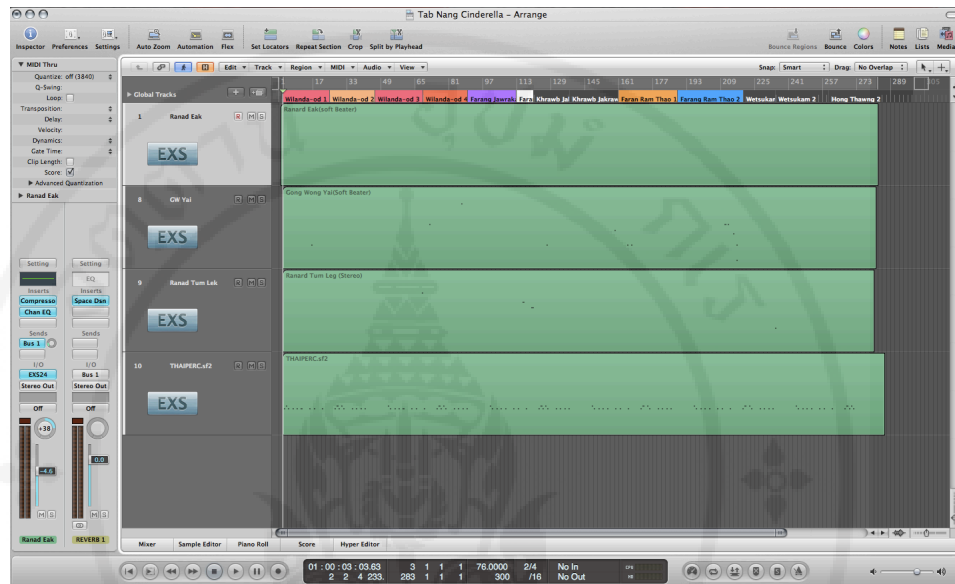 Tab Nang Cinderella – Arrange
Inspector Preferences Settings Auto Zoom Automation Flex Set Locators Repeat Section Crop Split by Playhead Bounce Regions Bounce Colors Notes Lists Media
MIDI Thru
Quantize: off (3840)
Q-Swing:
Loop:
Transposition:
Delay:
Velocity:
Dynamics:
Gate Time:
Clip Length:
Score:
Advanced Quantization
Ranad Eak
Edit Track Region MIDI Audio View Snap: Smart Drag: No Overlap
1 17 33 49 65 81 97 113 129 145 161 177 193 209 225 241 257 273 289 305
Global Tracks
Wilanda-od 1 Wilanda-od 2 Wilanda-od 3 Wilanda-od 4 Farang Jawrak Fara Khrawb Jal Khrawb Jakraw Faran Ram Thao 1 Farang Ram Thao 2 Wetsukar Wetsukam 2 Hong Thawng 2
1 Ranad Eak R M S
EXS
Ranard Eak(soft Beater)
8 GW Yai R M S
EXS
Gong Wong Yai(Soft Beater)
9 Ranad Tum Lek R M S
EXS
Ranard Tum Leg (Stereo)
10 THAIPERC.sf2 R M S
EXS
THAIPERC.sf2
Setting Setting
EQ
Inserts Inserts
Compresso Space Dsn
Chan EQ
Sends Sends
Bus 1
I/O I/O
EXS24 Bus 1
Stereo Out Stereo Out
Off Off
+38
-4.6 0.0
M S M S
Ranad Eak REVERB 1
Mixer Sample Editor Piano Roll Score Hyper Editor
01 : 00 : 03 : 03.63 3 1 1 1 76.0000 2/4 No In CPU
2 2 4 233. 283 1 1 1 300 /16 No Out HD